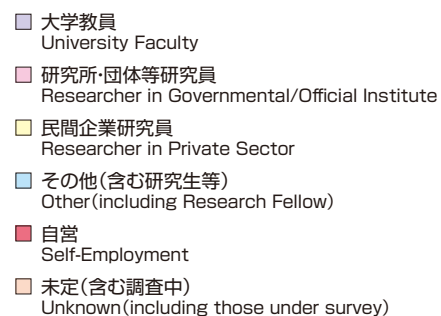 大学教員
University Faculty
研究所・団体等研究員
Researcher in Governmental/Official Institute
民間企業研究員
Researcher in Private Sector
その他(含む研究生等)
Other(including Research Fellow)
自営
Self-Employment
未定(含む調査中)
Unknown(including those under survey)